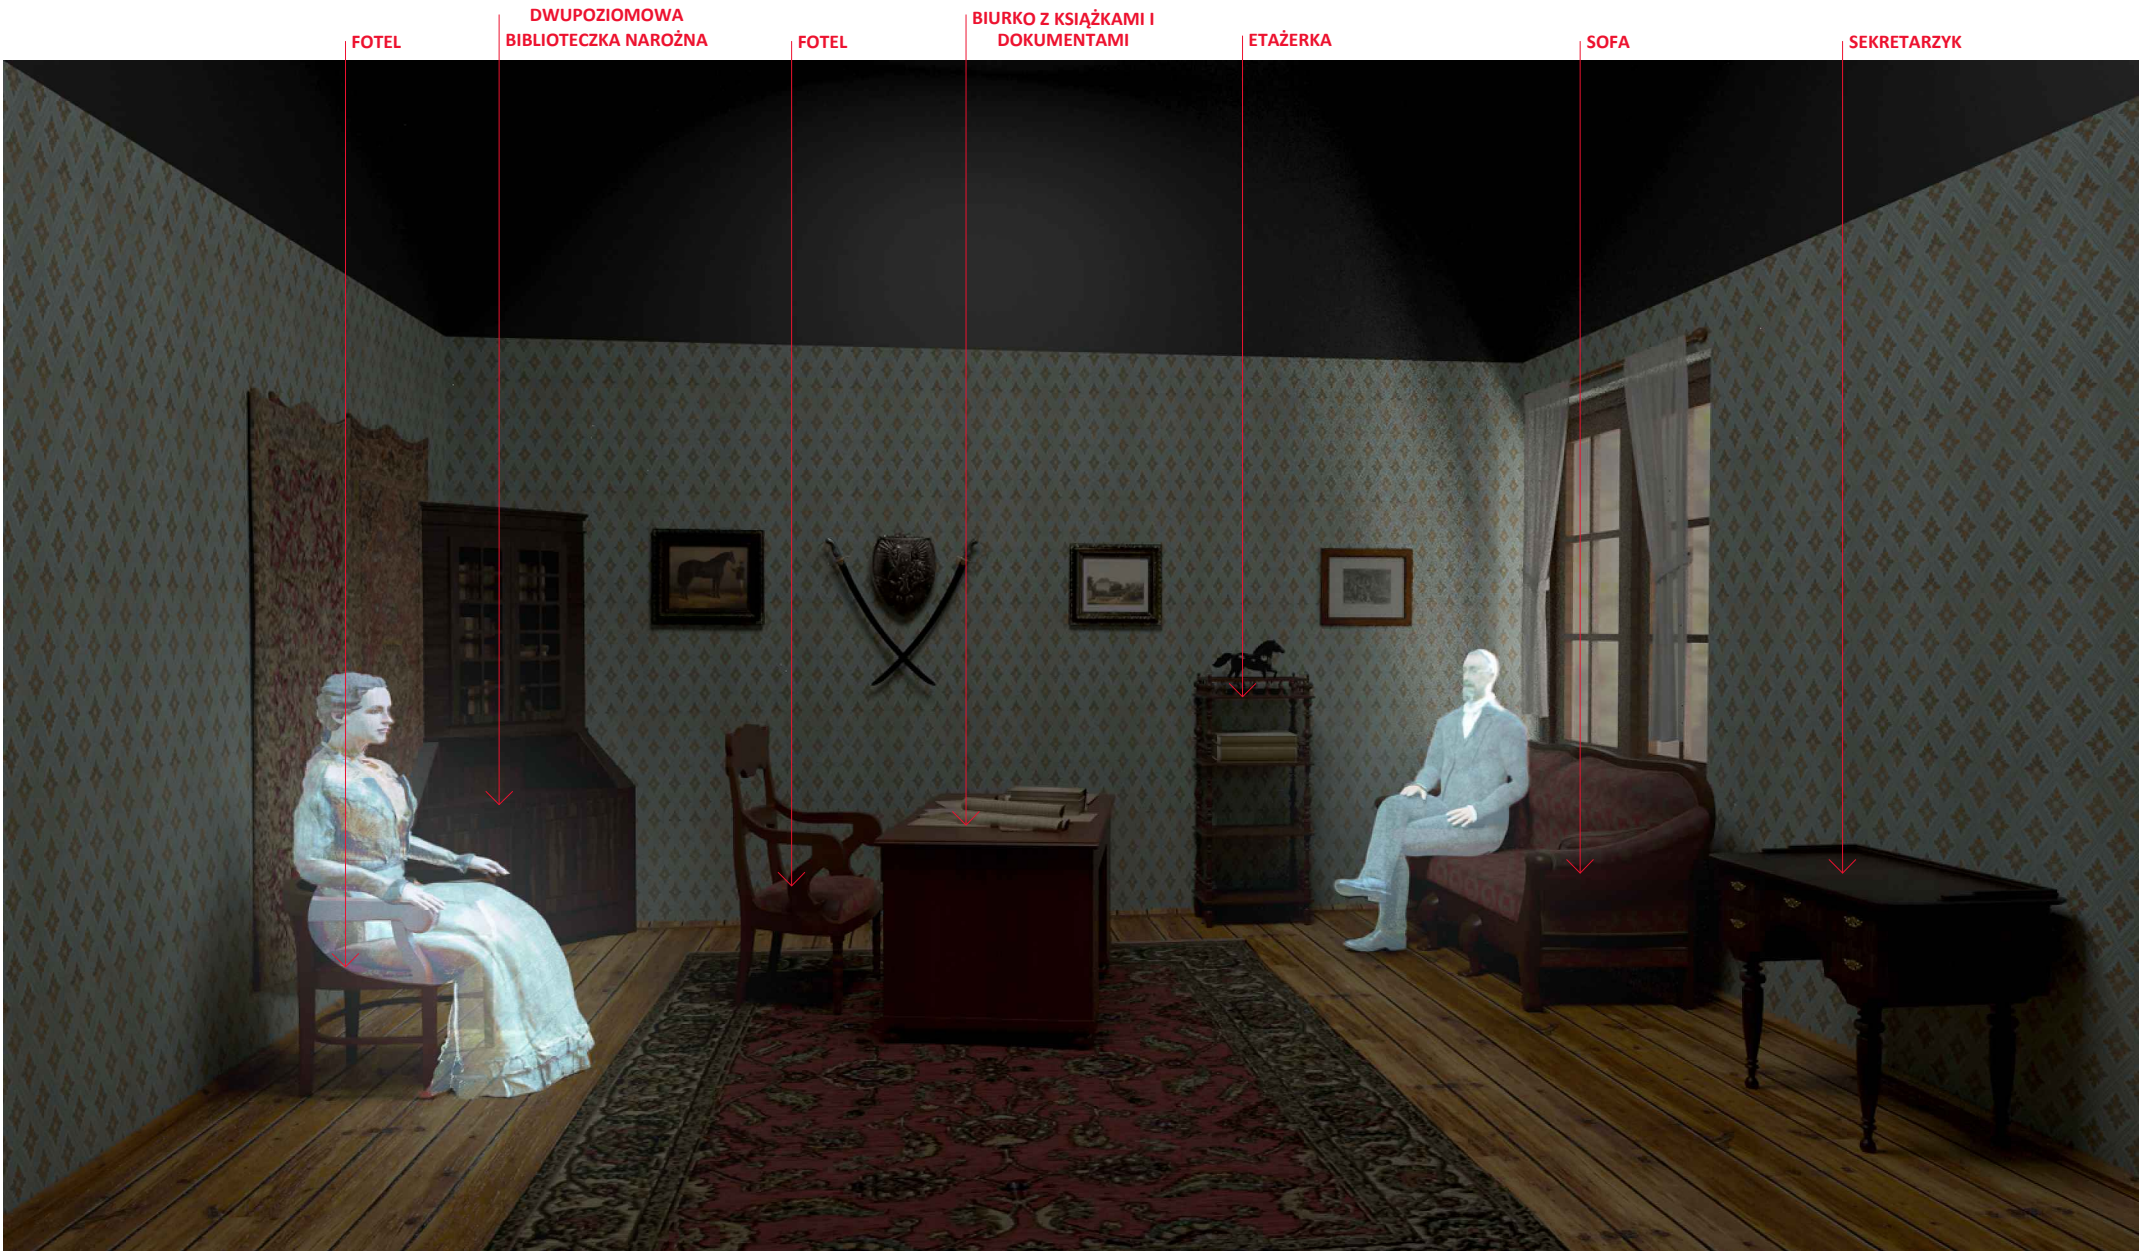 FOTEL
DWUPOZIOMOWA
BIBLIOTECZKA NAROŻNA
FOTEL
BIURKO Z KSIĄŻKAMI I
DOKUMENTAMI
ETAŻERKA
SOFA
SEKRETARZYK